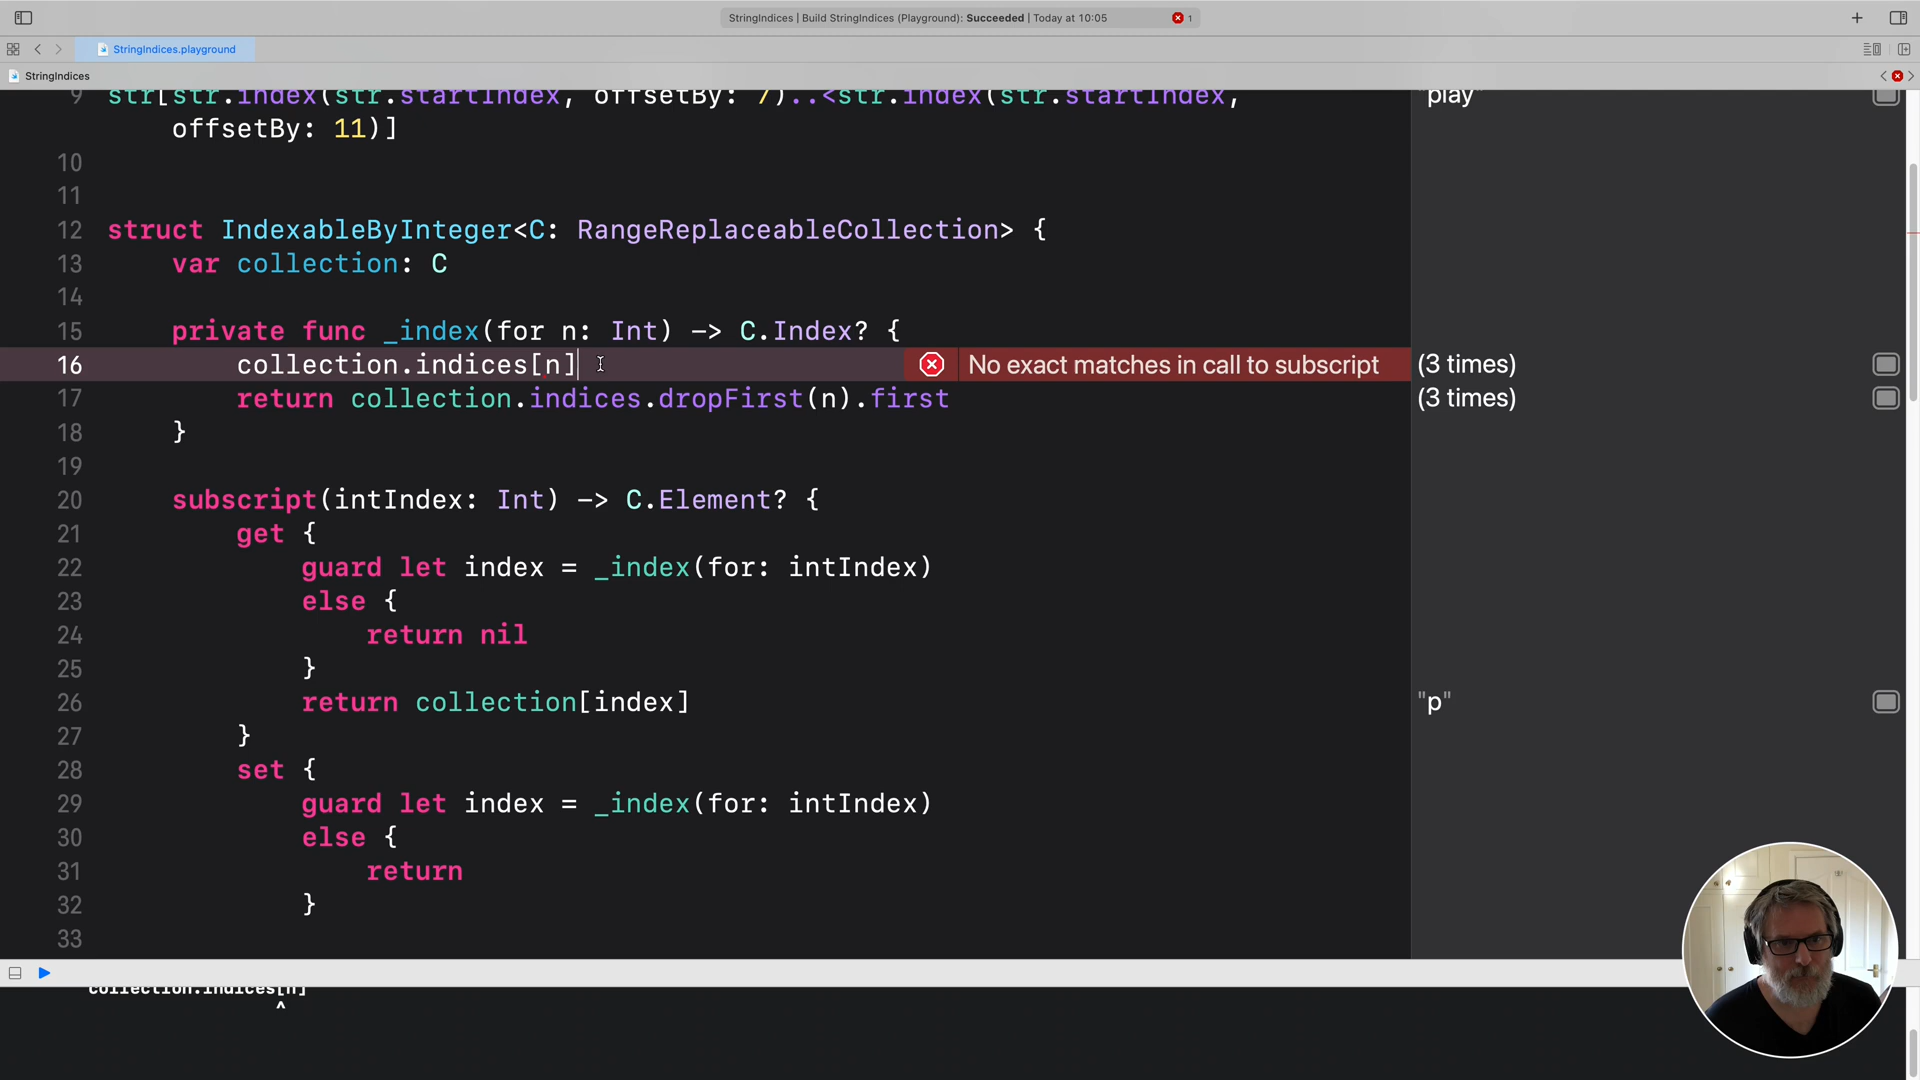 StringIndices | Build StringIndices (Playground): Succeeded | Today at 10:05
1
StringIndices.playground
StringIndices
9 str[str.index(str.startIndex, offsetBy: 7)..<str.index(str.startIndex,
offsetBy: 11)]
"play"
10
11
12 struct IndexableByInteger<C: RangeReplaceableCollection> {
13 var collection: C
14
15 private func _index(for n: Int) -> C.Index? {
16 collection.indices[n] No exact matches in call to subscript (3 times)
17 return collection.indices.dropFirst(n).first (3 times)
18 }
19
20 subscript(intIndex: Int) -> C.Element? {
21 get {
22 guard let index = _index(for: intIndex)
23 else {
24 return nil
25 }
26 return collection[index] "p"
27 }
28 set {
29 guard let index = _index(for: intIndex)
30 else {
31 return
32 }
33
collection.indices[n]
^